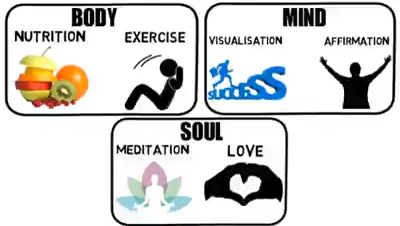 BODY
NUTRITION
EXERCISE
MIND
VISUALISATION
AFFIRMATION
SUCCESS
SOUL
MEDITATION
LOVE